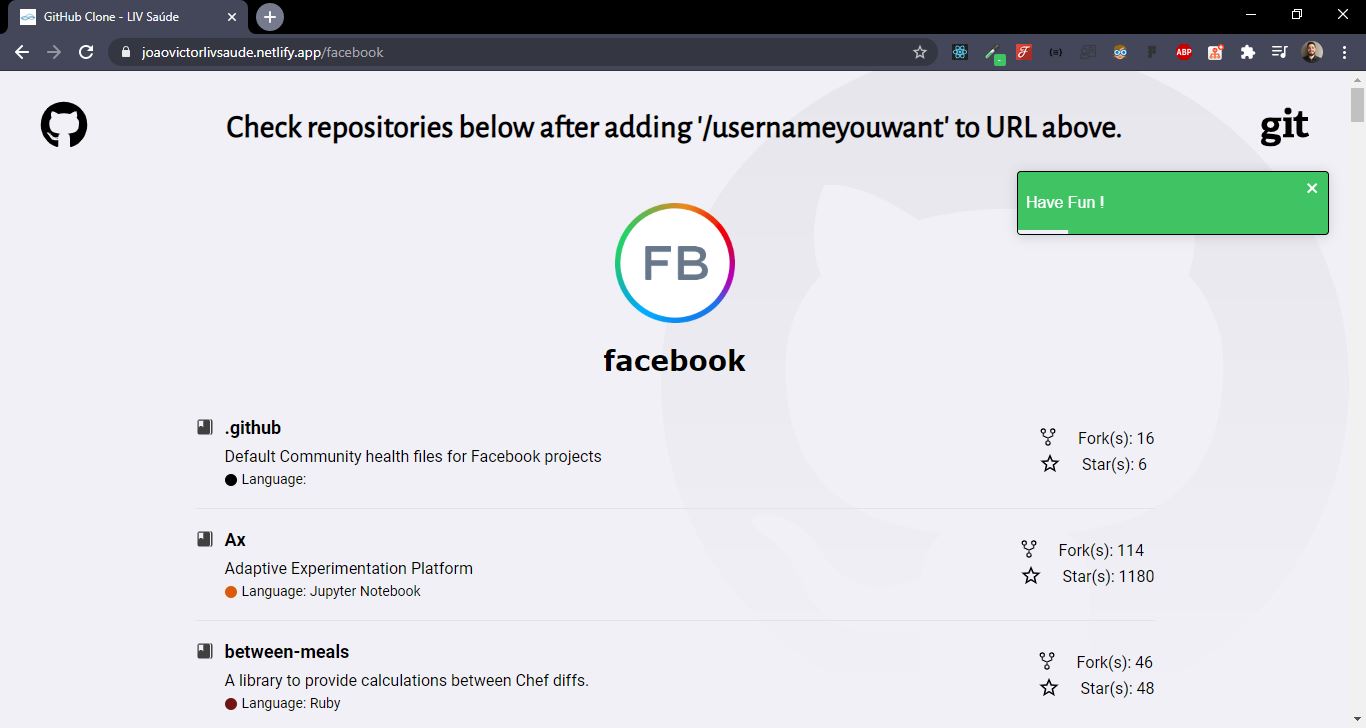 GitHub Clone - LIV Saúde
joaovictorlivsaude.netlify.app/facebook
ABP
Check repositories below after adding '/usernameyouwant' to URL above.
git
Have Fun !
FB
facebook
.github
Default Community health files for Facebook projects
Language:
Fork(s): 16
Star(s): 6
Ax
Adaptive Experimentation Platform
Language: Jupyter Notebook
Fork(s): 114
Star(s): 1180
between-meals
A library to provide calculations between Chef diffs.
Language: Ruby
Fork(s): 46
Star(s): 48